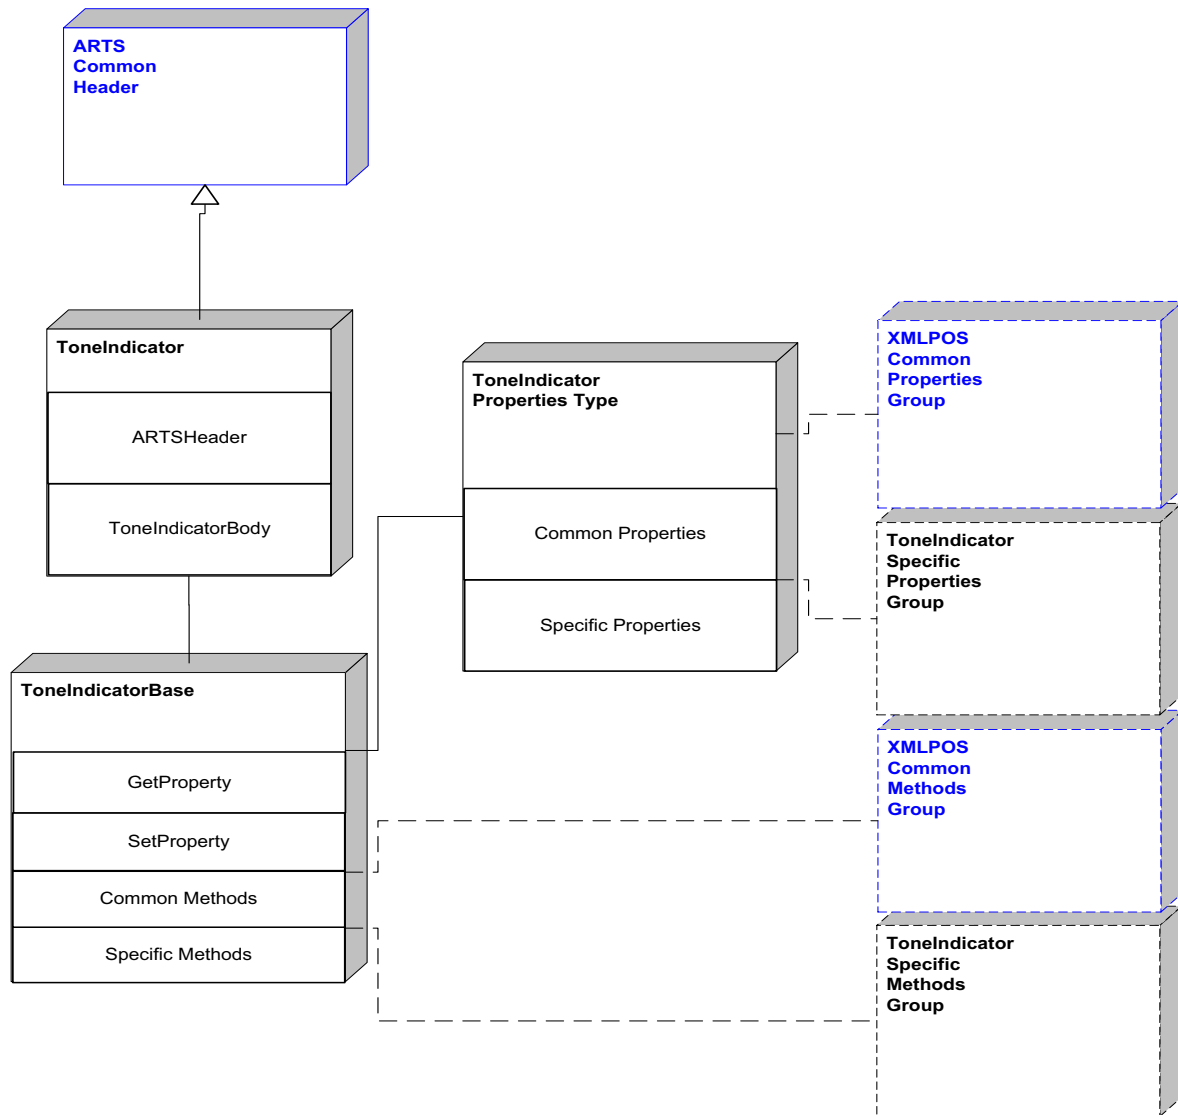 ARTS
Common
Header
ToneIndicator
ARTSHeader
ToneIndicatorBody
ToneIndicatorBase
GetProperty
SetProperty
Common Methods
Specific Methods
ToneIndicator
Properties Type
Common Properties
Specific Properties
XMLPOS
Common
Properties
Group
ToneIndicator
Specific
Properties
Group
XMLPOS
Common
Methods
Group
ToneIndicator
Specific
Methods
Group